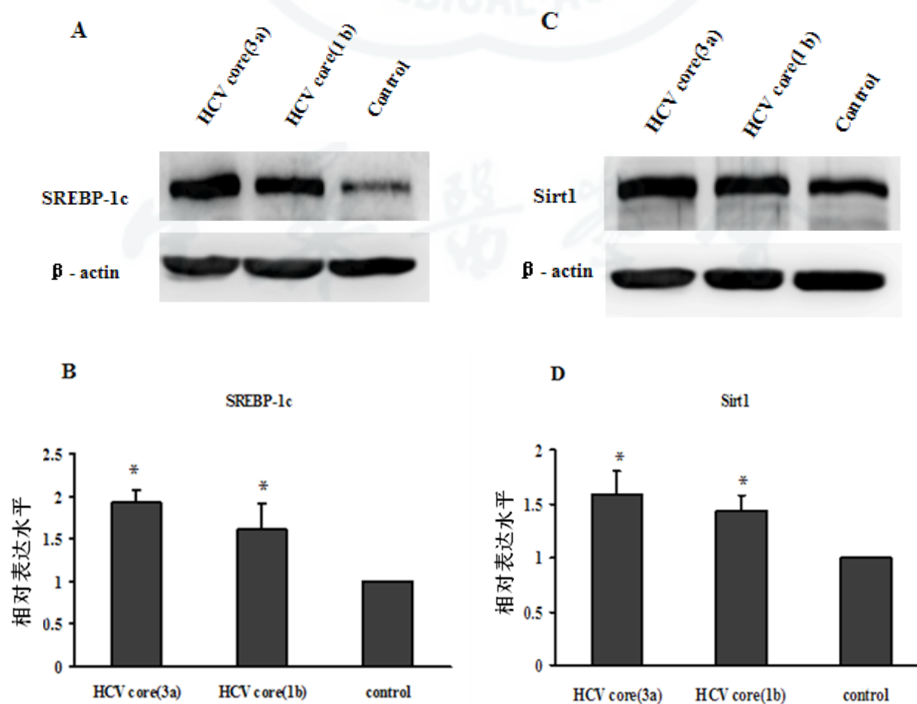 A
HCV core(3a)
HCV core(1b)
Control
SREBP-1c
β - actin
C
HCV core(3a)
HCV core(1b)
Control
Sirt1
β - actin
B
SREBP-1c
相对表达水平
2.5
2
1.5
1
0.5
0
*
*
HCV core(3a)
HCV core(1b)
control
D
Sirt1
相对表达水平
2
1.5
1
0.5
0
*
*
HCV core(3a)
HCV core(1b)
control